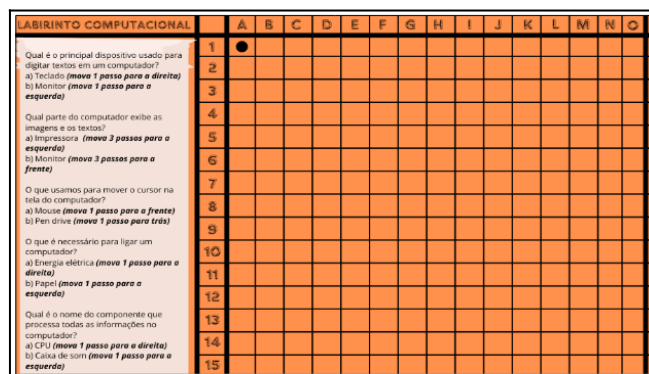 LABIRINTO COMPUTACIONAL
A B C D E F G H I J K L M N O
Qual é o principal dispositivo usado para
digitar textos em um computador?
a) Teclado (mova 1 passo para a direita)
b) Monitor (mova 1 passo para a
esquerda)
Qual parte do computador exibe as
imagens e os textos?
a) Impressora (mova 3 passos para a
esquerda)
b) Monitor (mova 3 passos para a
frente)
O que usamos para mover o cursor na
tela do computador?
a) Mouse (mova 1 passo para a frente)
b) Pen drive (mova 1 passo para trás)
O que é necessário para ligar um
computador?
a) Energia elétrica (mova 1 passo para a
direita)
b) Papel (mova 1 passo para a
esquerda)
Qual é o nome do componente que
processa todas as informações no
computador?
a) CPU (mova 1 passo para a direita)
b) Caixa de som (mova 1 passo para a
esquerda)
1
2
3
4
5
6
7
8
9
10
11
12
13
14
15